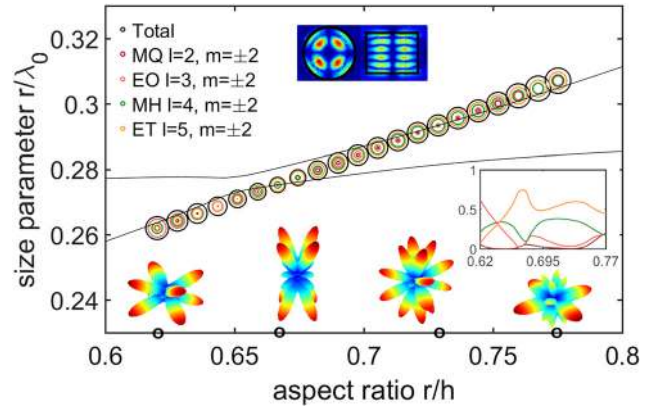 size parameter r/λ0
0.32
0.3
0.28
0.26
0.24
Total
MQ l=2, m=±2
EO l=3, m=±2
MH l=4, m=±2
ET l=5, m=±2
1
0.5
0
0.62 0.695 0.77
0.6 0.65 0.7 0.75 0.8
aspect ratio r/h